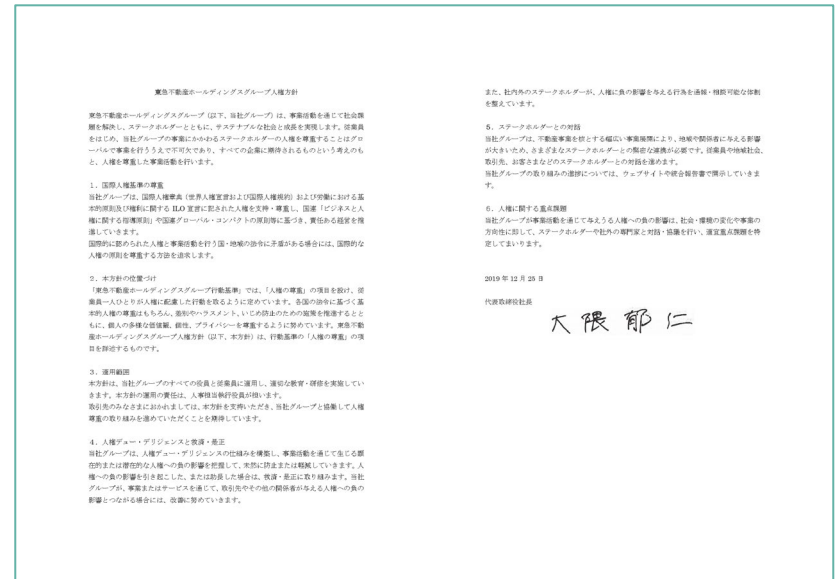 東急不動産ホールディングスグループ人権方針
東急不動産ホールディングスグループ（以下、当社グループ）は、事業活動を通じて社会課
題を解決し、ステークホルダーとともに、サステナブルな社会と成長を実現します。従業員
をはじめ、当社グループの事業にかかわるステークホルダーの人権を尊重することはグロ
ーバルで事業を行ううえで不可欠であり、すべての企業に期待されるものという考えのも
と、人権を尊重した事業活動を行います。
1．国際人権基準の尊重
当社グループは、国際人権章典（世界人権宣言および国際人権規約）および労働における基
本的原則及び権利に関する ILO 宣言に記された人権を支持・尊重し、国連「ビジネスと人
権に関する指導原則」や国連グローバル・コンパクトの原則等に基づき、責任ある経営を推
進していきます。
国際的に認められた人権と事業活動を行う国・地域の法令に矛盾がある場合には、国際的な
人権の原則を尊重する方法を追求します。
2．本方針の位置づけ
「東急不動産ホールディングスグループ行動基準」では、「人権の尊重」の項目を設け、従
業員一人ひとりが人権に配慮した行動を取るように定めています。各国の法令に基づく基
本的人権の尊重はもちろん、差別やハラスメント、いじめ防止のための施策を推進するとと
もに、個人の多様な価値観、個性、プライバシーを尊重するように努めています。東急不動
産ホールディングスグループ人権方針（以下、本方針）は、行動基準の「人権の尊重」の項
目を詳述するものです。
3．適用範囲
本方針は、当社グループのすべての役員と従業員に適用し、適切な教育・研修を実施してい
きます。本方針の運用の責任は、人事担当執行役員が担います。
取引先のみなさまにおかれましては、本方針を支持いただき、当社グループと協働して人権
尊重の取り組みを進めていただくことを期待しています。
4．人権デュー・デリジェンスと救済・是正
当社グループは、人権デュー・デリジェンスの仕組みを構築し、事業活動を通じて生じる顕
在的または潜在的な人権への負の影響を把握して、未然に防止または軽減していきます。人
権への負の影響を引き起こした、または助長した場合は、救済・是正に取り組みます。当社
グループが、事業またはサービスを通じて、取引先やその他の関係者が与える人権への負の
影響とつながる場合には、改善に努めていきます。
また、社内外のステークホルダーが、人権に負の影響を与える行為を通報・相談可能な体制
を整えています。
5．ステークホルダーとの対話
当社グループは、不動産事業を核とする幅広い事業展開により、地域や関係者に与える影響
が大きいため、さまざまなステークホルダーとの緊密な連携が必要です。従業員や地域社会、
取引先、お客さまなどのステークホルダーとの対話を進めます。
当社グループの取り組みの進捗については、ウェブサイトや統合報告書で開示していきま
す。
6．人権に関する重点課題
当社グループが事業活動を通じて与えうる人権への負の影響は、社会・環境の変化や事業の
方向性に即して、ステークホルダーや社外の専門家と対話・協議を行い、適宜重点課題を特
定してまいります。
2019 年 12 月 25 日
代表取締役社長
大隈郁仁